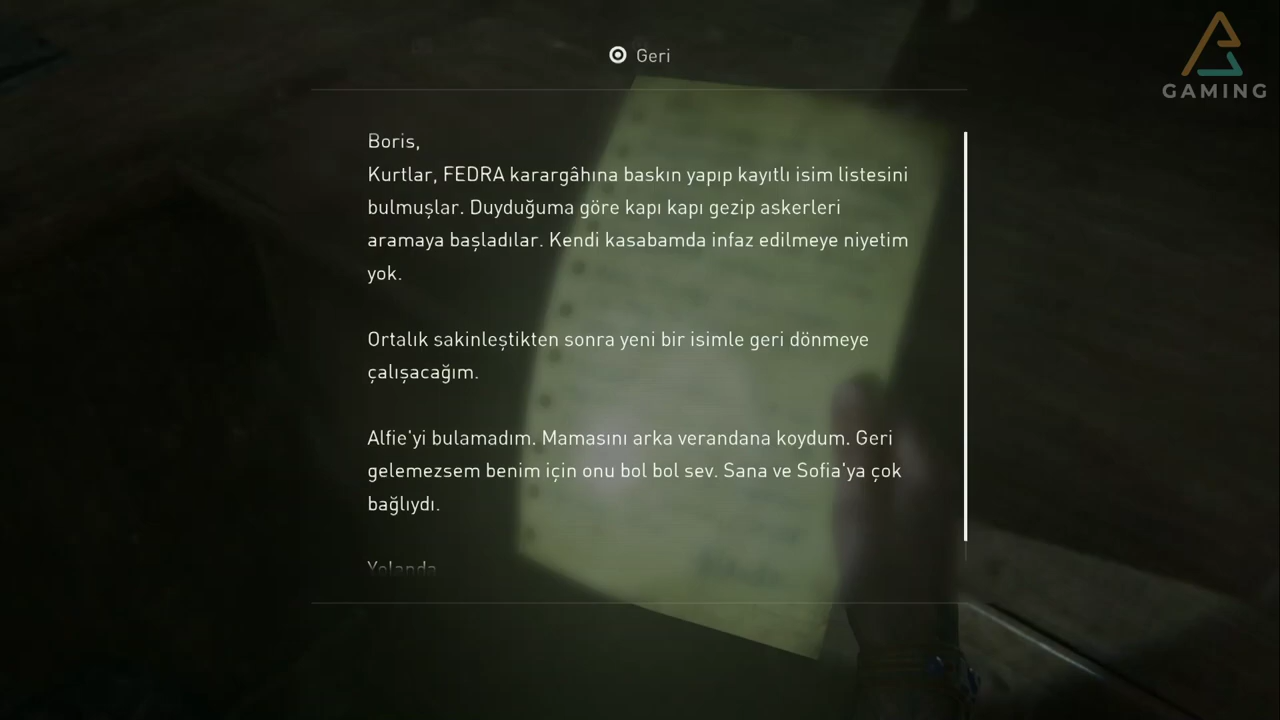 Geri
GAMING
Boris,
Kurtlar, FEDRA karargâhına baskın yapıp kayıtlı isim listesini
bulmuşlar. Duyduğuma göre kapı kapı gezip askerleri
aramaya başladılar. Kendi kasabamda infaz edilmeye niyetim
yok.
Ortalık sakinleştikten sonra yeni bir isimle geri dönmeye
çalışacağım.
Alfie'yi bulamadım. Mamasını arka verandana koydum. Geri
gelemezsem benim için onu bol bol sev. Sana ve Sofia'ya çok
bağlıydı.
Yolanda